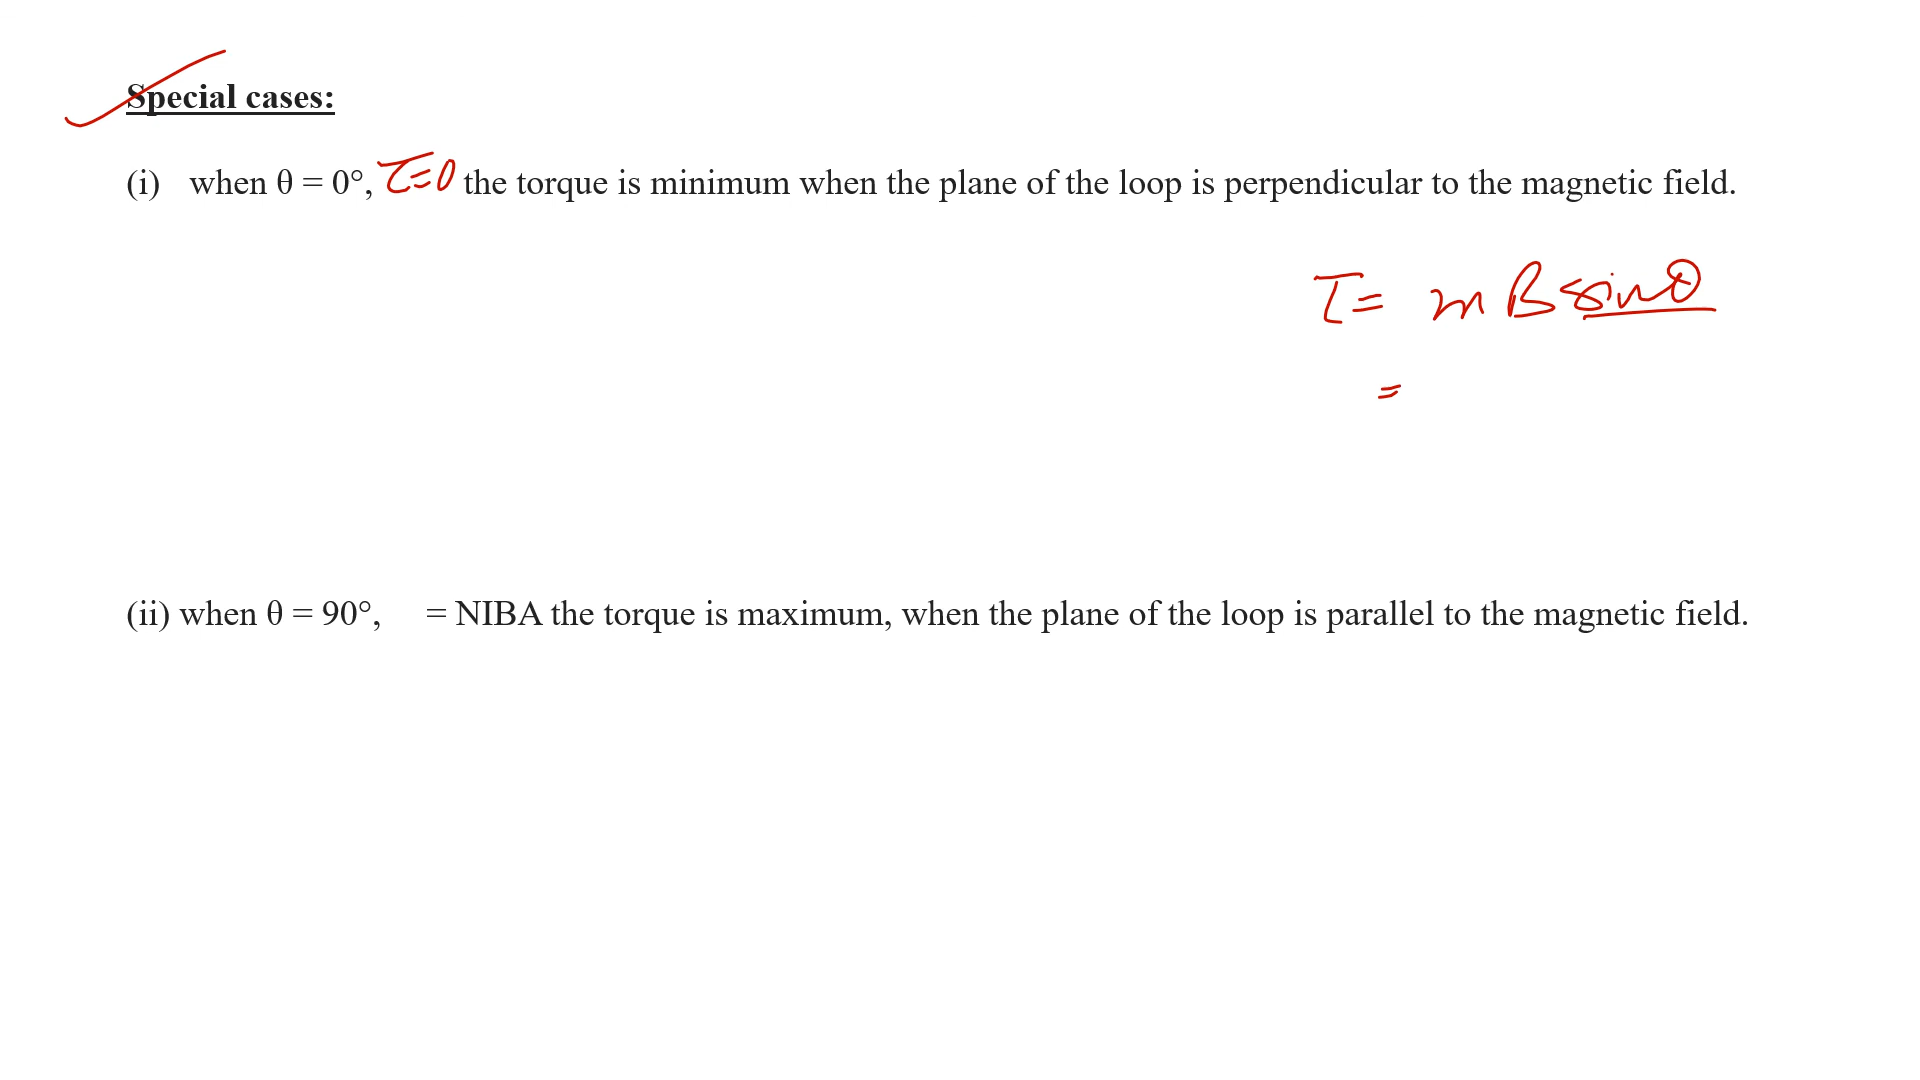 Special cases:
(i) when θ = 0°, τ=0 the torque is minimum when the plane of the loop is perpendicular to the magnetic field.
τ= m B sinθ
=
(ii) when θ = 90°, = NIBA the torque is maximum, when the plane of the loop is parallel to the magnetic field.